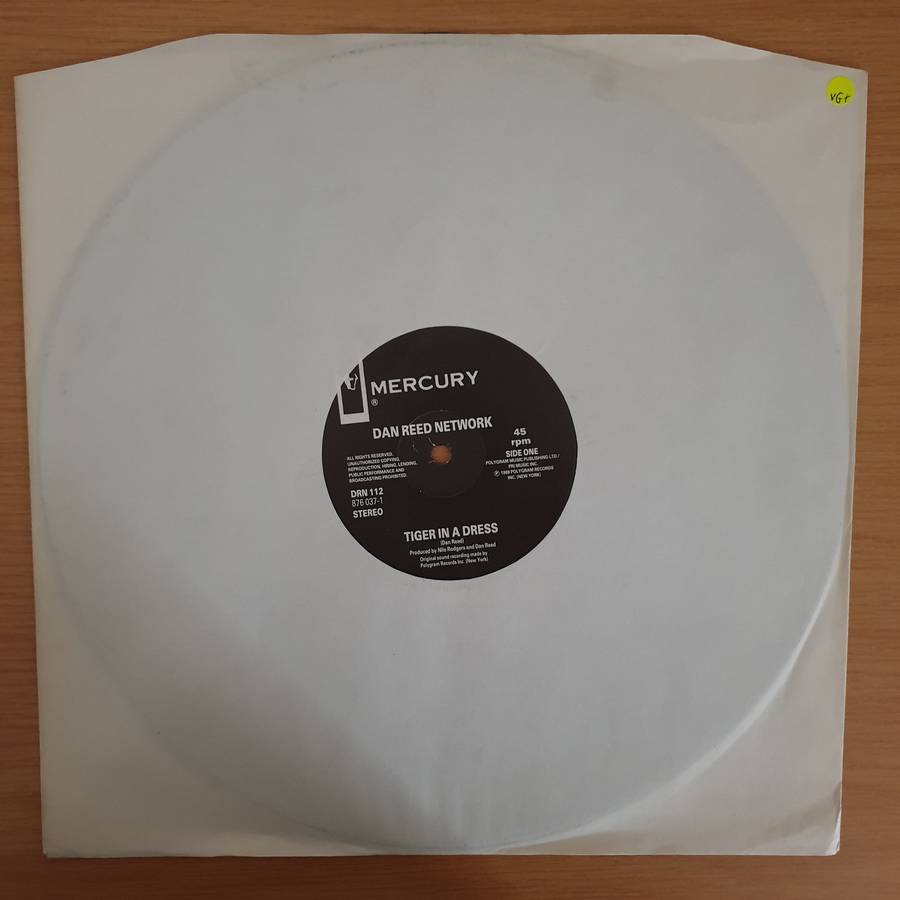 VG+
MERCURY
®
DAN REED NETWORK
45
rpm
SIDE ONE
POLYGRAM MUSIC PUBLISHING LTD./
PRI MUSIC INC.
℗ 1989 POLYGRAM RECORDS
INC. (NEW YORK)
ALL RIGHTS RESERVED.
UNAUTHORIZED COPYING,
REPRODUCTION, HIRING, LENDING,
PUBLIC PERFORMANCE AND
BROADCASTING PROHIBITED.
DRN 112
876 037-1
STEREO
TIGER IN A DRESS
(Dan Reed)
Produced by Nile Rodgers and Dan Reed
Original sound recording made by
Polygram Records Inc. (New York)